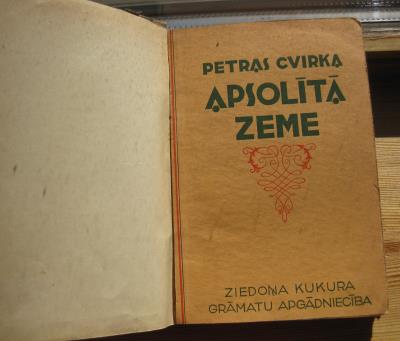 PETRAS CVIRKA
APSOLĪTĀ
ZEME
ZIEDOŅA KUKURA
GRĀMATU APGĀDNIECĪBA